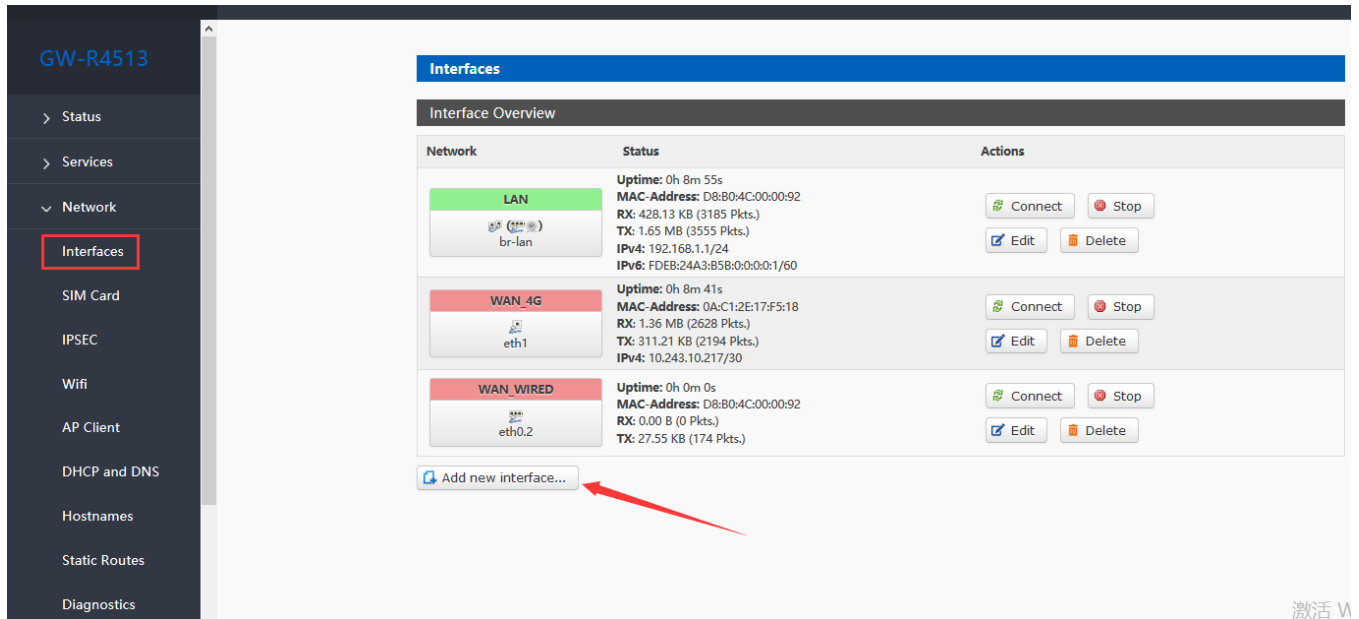 GW-R4513
Status
Services
Network
Interfaces
SIM Card
IPSEC
Wifi
AP Client
DHCP and DNS
Hostnames
Static Routes
Diagnostics
Interfaces
Interface Overview
Network Status Actions
LAN
br-lan
Uptime: 0h 8m 55s
MAC-Address: D8:B0:4C:00:00:92
RX: 428.13 KB (3185 Pkts.)
TX: 1.65 MB (3555 Pkts.)
IPv4: 192.168.1.1/24
IPv6: FDEB:24A3:B5B:0:0:0:0:1/60
Connect Stop
Edit Delete
WAN_4G
eth1
Uptime: 0h 8m 41s
MAC-Address: 0A:C1:2E:17:F5:18
RX: 1.36 MB (2628 Pkts.)
TX: 311.21 KB (2194 Pkts.)
IPv4: 10.243.10.217/30
Connect Stop
Edit Delete
WAN_WIRED
eth0.2
Uptime: 0h 0m 0s
MAC-Address: D8:B0:4C:00:00:92
RX: 0.00 B (0 Pkts.)
TX: 27.55 KB (174 Pkts.)
Connect Stop
Edit Delete
Add new interface...
激活 W